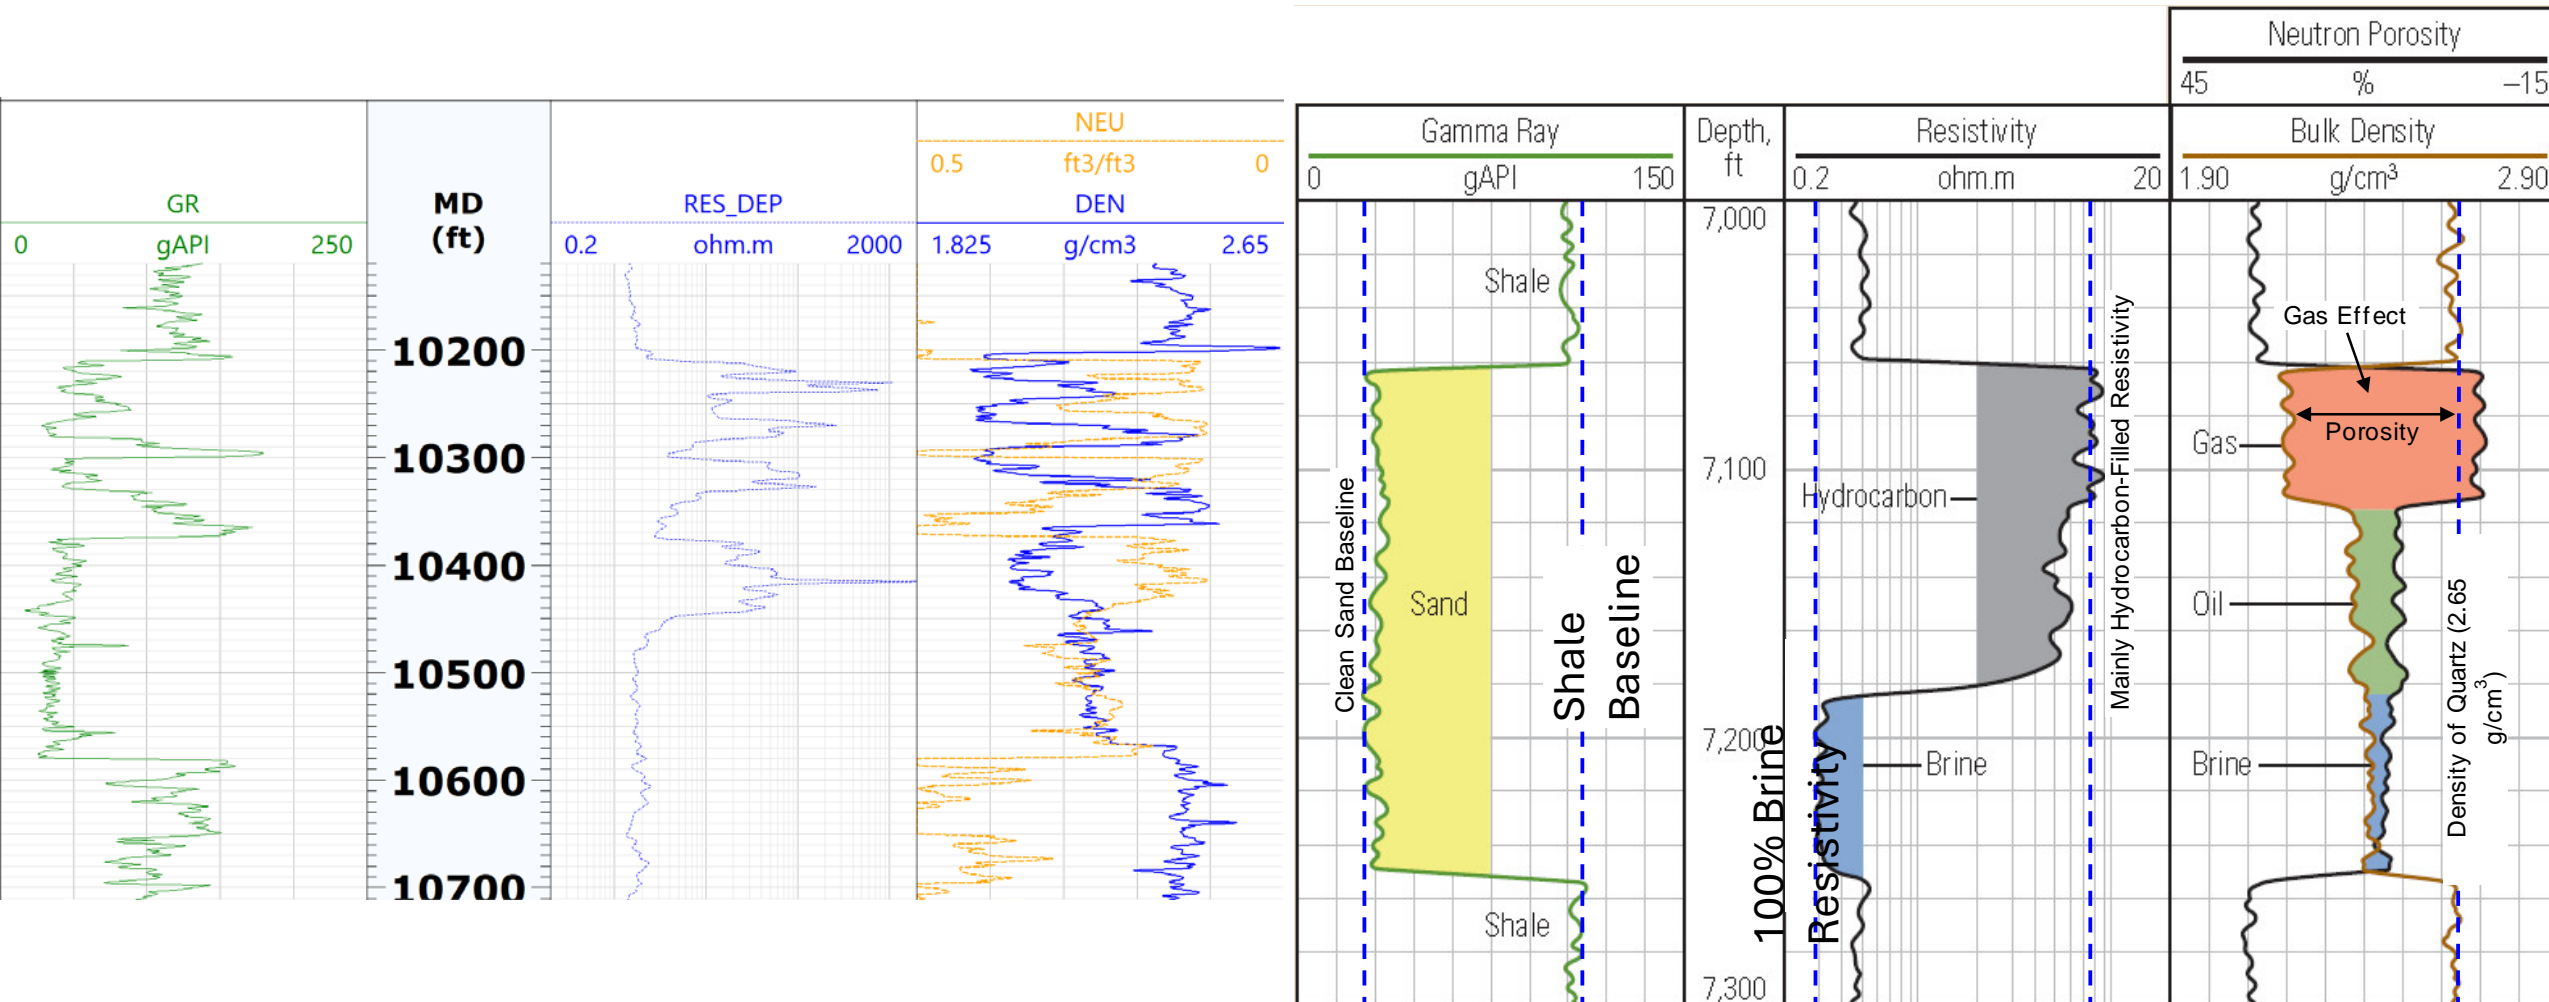 GR
0 gAPI 250
MD
(ft)
RES_DEP
0.2 ohm.m 2000
NEU
0.5 ft3/ft3 0
DEN
1.825 g/cm3 2.65
10200
10300
10400
10500
10600
10700
Neutron Porosity
45 % –15
Gamma Ray
0 gAPI 150
Depth,
ft
Resistivity
0.2 ohm.m 20
Bulk Density
1.90 g/cm³ 2.90
7,000
7,100
7,200
7,300
Shale
Sand
Shale
Clean Sand Baseline
Shale
Baseline
Hydrocarbon
Brine
100% Brine
Resistivity
Mainly Hydrocarbon-Filled Resistivity
Gas Effect
Porosity
Gas
Oil
Brine
Density of Quartz (2.65
g/cm³)